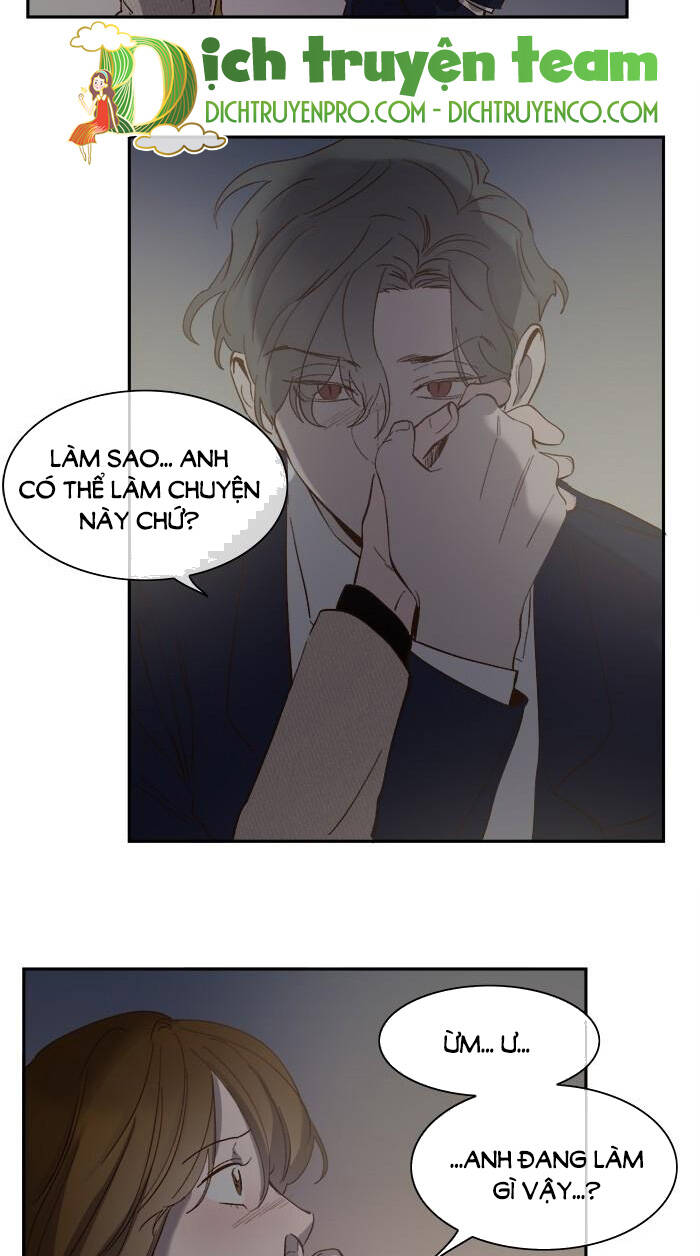 Dịch truyện team
DICHTRUYENPRO.COM - DICHTRUYENCO.COM
LÀM SAO... ANH
CÓ THỂ LÀM CHUYỆN
NÀY CHỨ?
ỪM... Ư...
...ANH ĐANG LÀM
GÌ VẬY...?